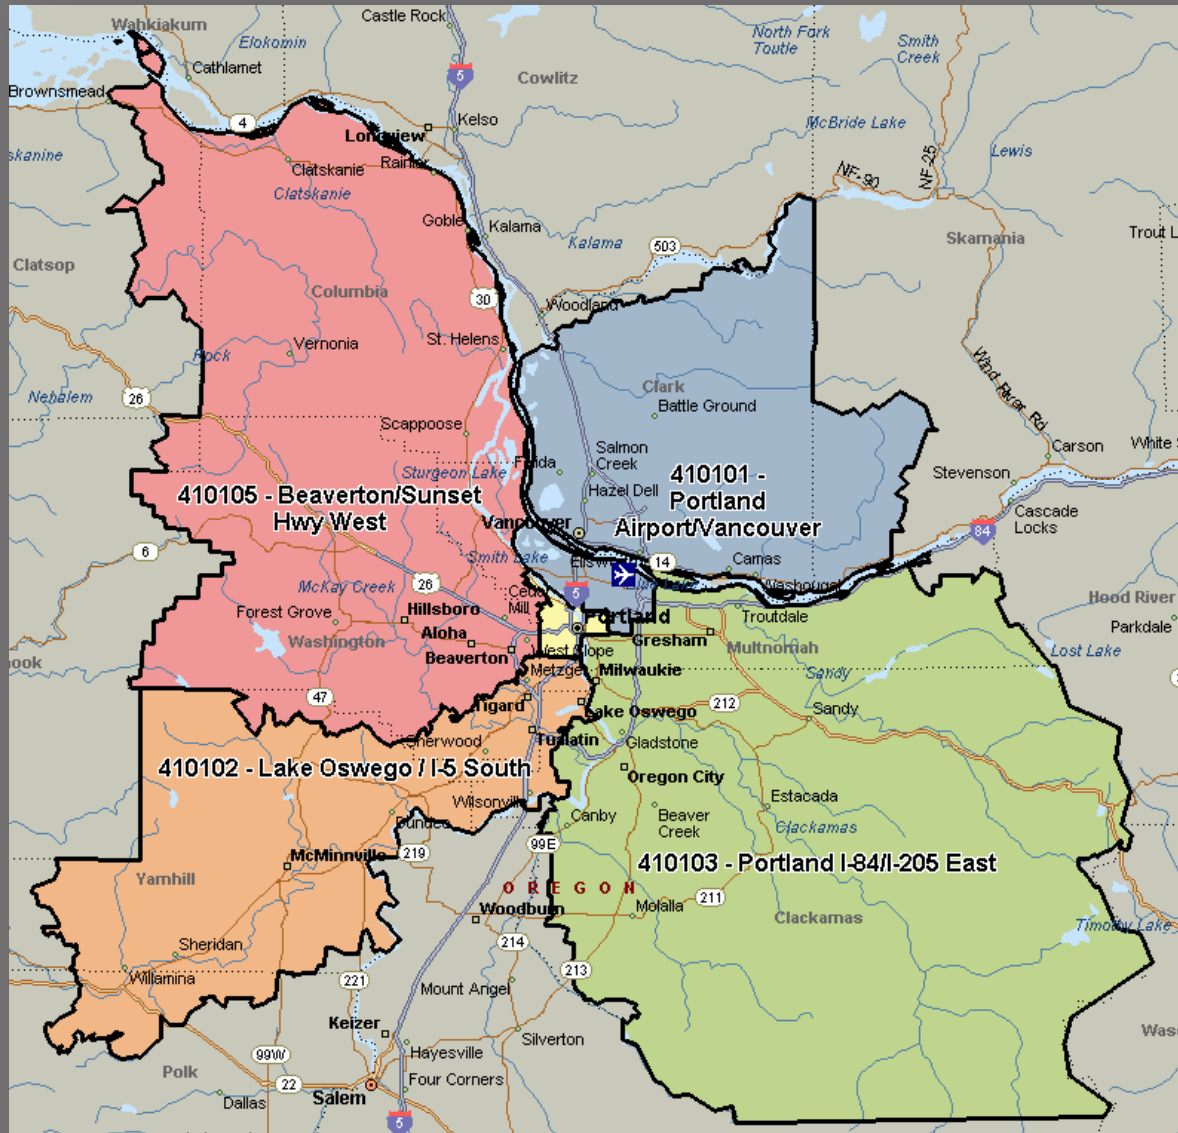 Wahkiakum
Castle Rock
North Fork
Toutle
Smith
Creek
Elokomin
Cathlamet
5
Cowlitz
Brownsmead
4
Kelso
Longview
McBride Lake
skanine
Clatskanie
Rainier
Lewis
NF-90
NF-25
Clatskanie
Goble
Kalama
Kalama
503
Skamania
Trout L
Clatsop
Columbia
30
Woodland
Rock
Vernonia
St. Helens
Wind River Rd
Nehalem
26
Clark
Battle Ground
Scappoose
Salmon
Creek
Carson
White S
Sturgeon Lake
Felida
410101 -
Portland
Airport/Vancouver
Stevenson
410105 - Beaverton/Sunset
Hwy West
Hazel Dell
Cascade
Locks
Vancouver
84
6
Smith Lake
14
Camas
McKay Creek
26
Washougal
5
Cedar
Mill
Hood River
Forest Grove
Hillsboro
Portland
Troutdale
Parkdale
Washington
Aloha
Gresham
Multnomah
Beaverton
West Slope
Lost Lake
ook
Metzger
Milwaukie
Sandy
47
Tigard
Lake Oswego
212
Sandy
Sherwood
Tualatin
Gladstone
410102 - Lake Oswego / I-5 South
Oregon City
Wilsonville
Estacada
Dundee
Canby
Beaver
Creek
Clackamas
McMinnville
219
99E
410103 - Portland I-84/I-205 East
Yamhill
OREGON
211
Woodburn
Molalla
Clackamas
Timothy Lake
Sheridan
214
Willamina
221
213
Mount Angel
Keizer
Silverton
Was
99W
Hayesville
Polk
22
Four Corners
Dallas
Salem
5